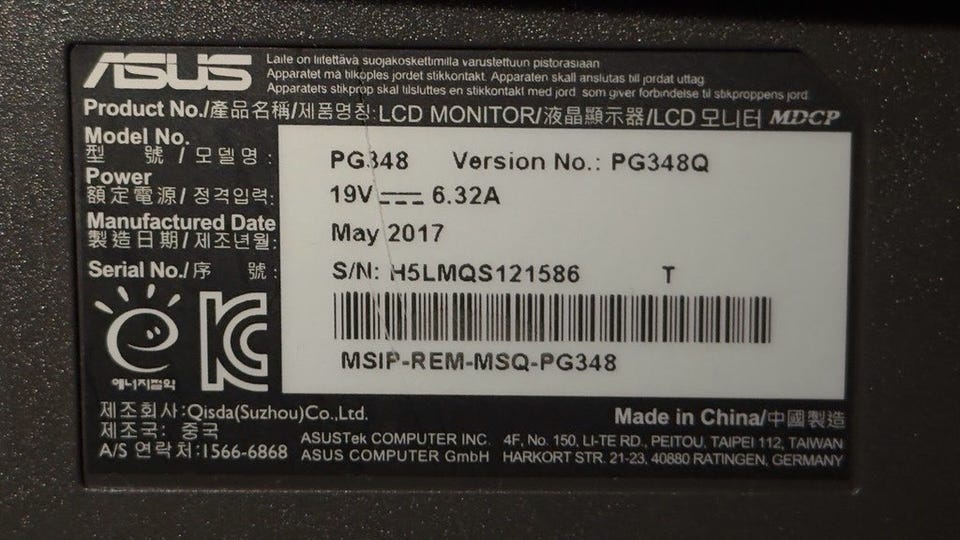 ASUS
Laite on liitettävä suojakoskettimilla varustettuun pistorasiaan
Apparatet må tilkoples jordet stikkontakt. Apparaten skall anslutas till jordat uttag
Apparatets stikprop skal tilsluttes en stikkontakt med jord som giver forbindelse til stikproppens jord
Product No./產品名稱/제품명칭:LCD MONITOR/液晶顯示器/LCD 모니터 MDCP
Model No.
型 號 / 모델명 : PG348 Version No.: PG348Q
Power
額定電源/ 정격입력: 19V⎓ 6.32A
Manufactured Date
製造日期/제조년월: May 2017
Serial No./序 號 : S/N: H5LMQS121586 T
에너지절약
MSIP-REM-MSQ-PG348
제조회사:Qisda(Suzhou)Co.,Ltd.
제조국: 중국
A/S 연락처:1566-6868
Made in China/中國製造
ASUSTek COMPUTER INC. 4F, No. 150, LI-TE RD., PEITOU, TAIPEI 112, TAIWAN
ASUS COMPUTER GmbH HARKORT STR. 21-23, 40880 RATINGEN, GERMANY